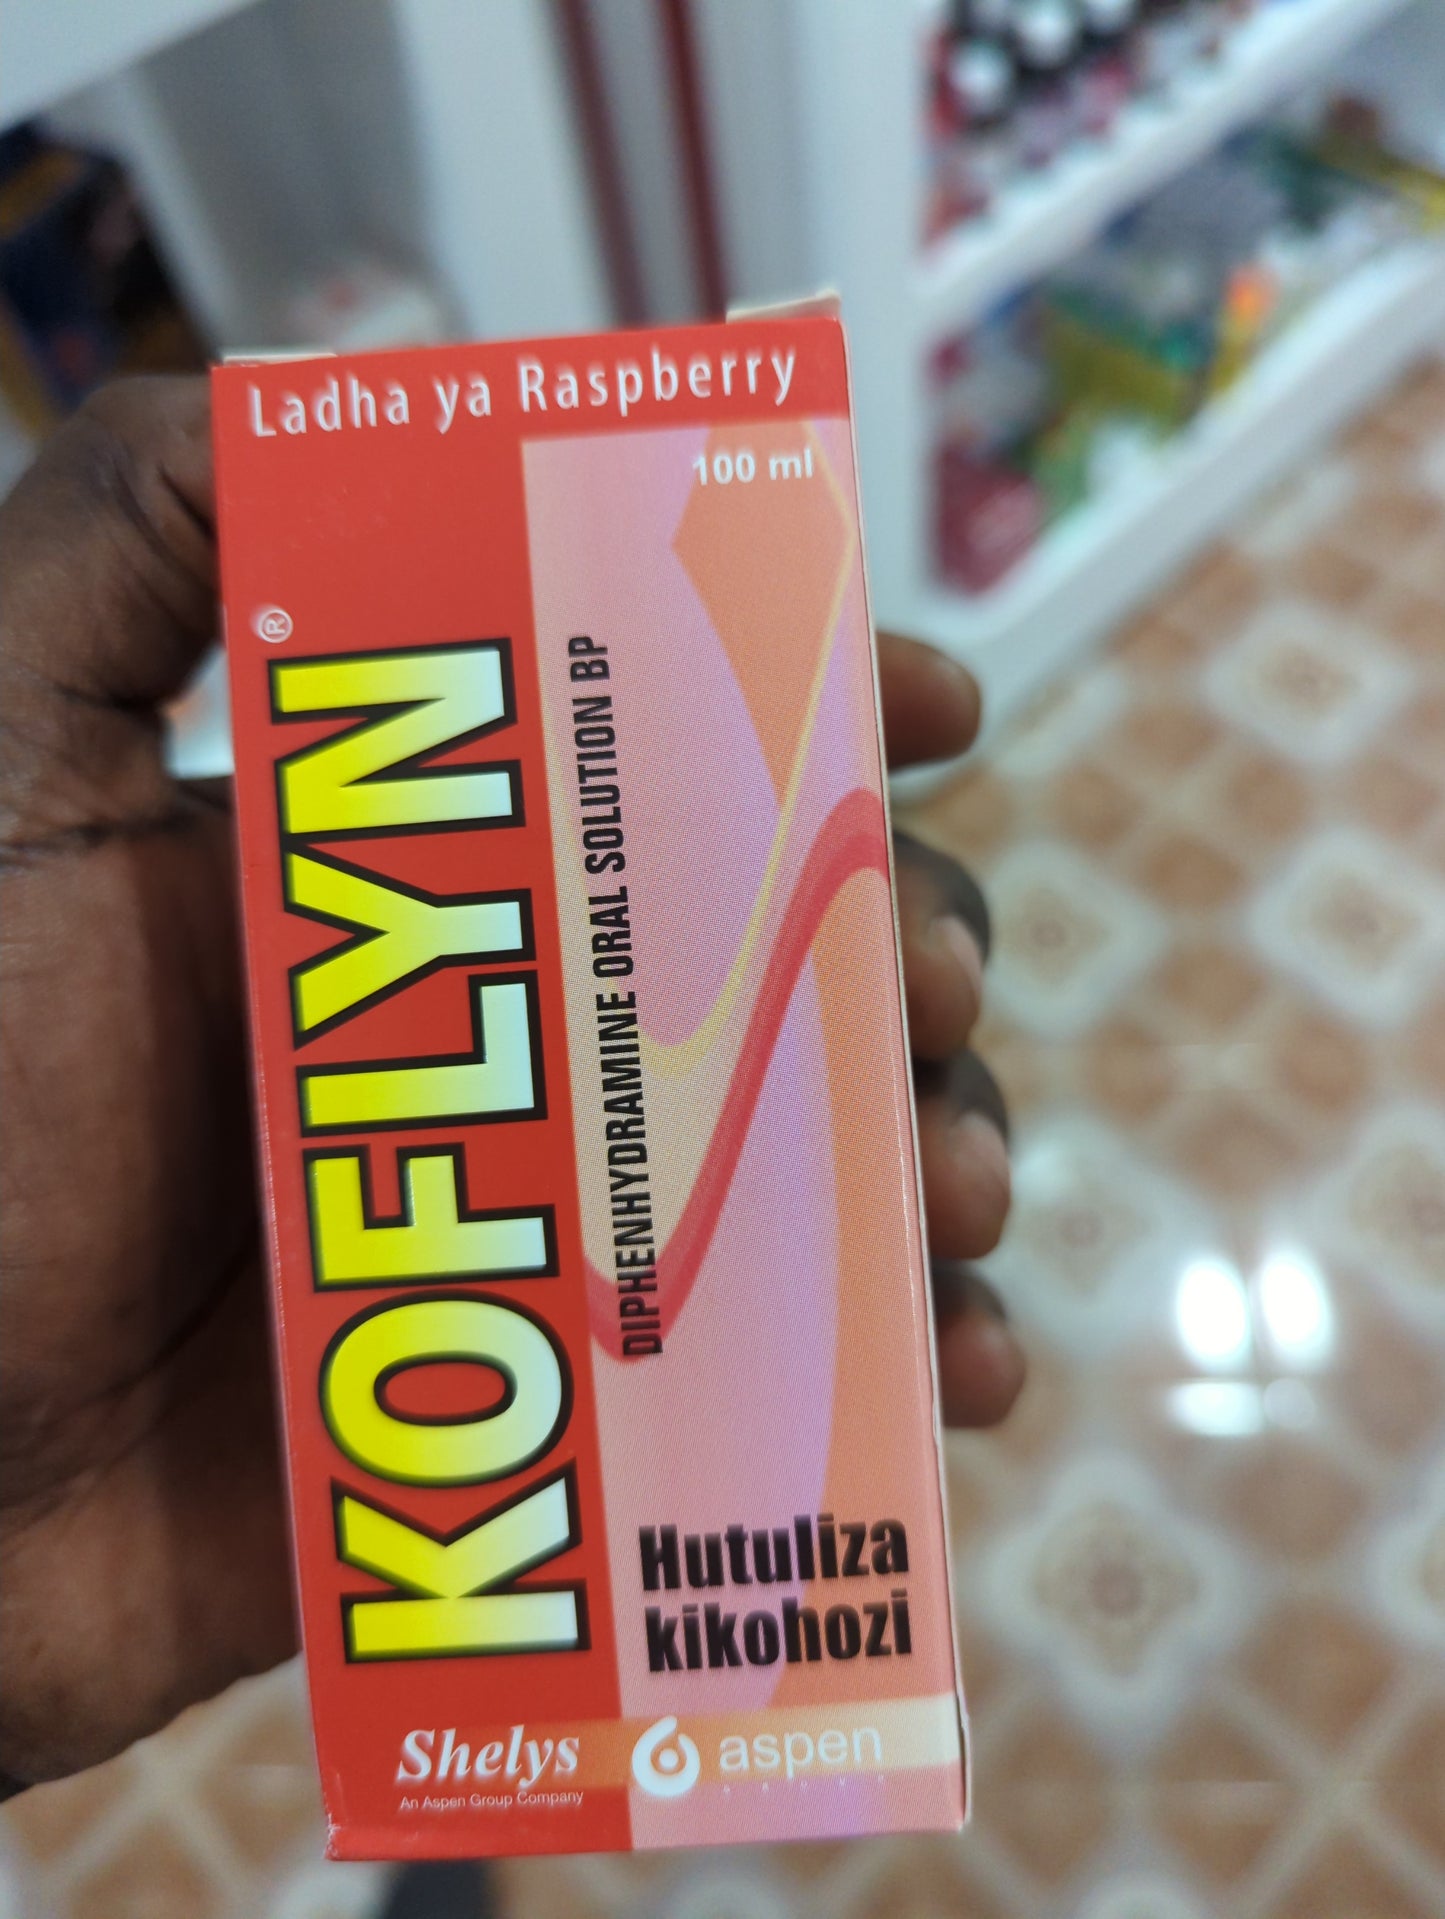 Ladha ya Raspberry
100 ml
KOFLYN®
DIPHENHYDRAMINE ORAL SOLUTION BP
Hutuliza
kikohozi
Shelys
An Aspen Group Company
aspen